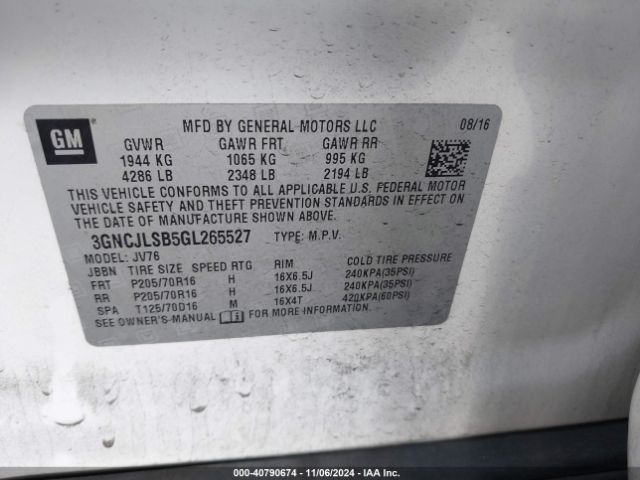 GM
MFD BY GENERAL MOTORS LLC 08/16
GVWR GAWR FRT GAWR RR
1944 KG 1065 KG 995 KG
4286 LB 2348 LB 2194 LB
THIS VEHICLE CONFORMS TO ALL APPLICABLE U.S. FEDERAL MOTOR
VEHICLE SAFETY AND THEFT PREVENTION STANDARDS IN EFFECT ON
THE DATE OF MANUFACTURE SHOWN ABOVE.
3GNCJLSB5GL265527 TYPE: M.P.V.
MODEL: JV76
JBBN TIRE SIZE SPEED RTG RIM COLD TIRE PRESSURE
FRT P205/70R16 H 16X6.5J 240KPA(35PSI)
RR P205/70R16 H 16X6.5J 240KPA(35PSI)
SPA T125/70D16 M 16X4T 420KPA(60PSI)
SEE OWNER'S MANUAL FOR MORE INFORMATION.
000-40790674 - 11/06/2024 - IAA Inc.